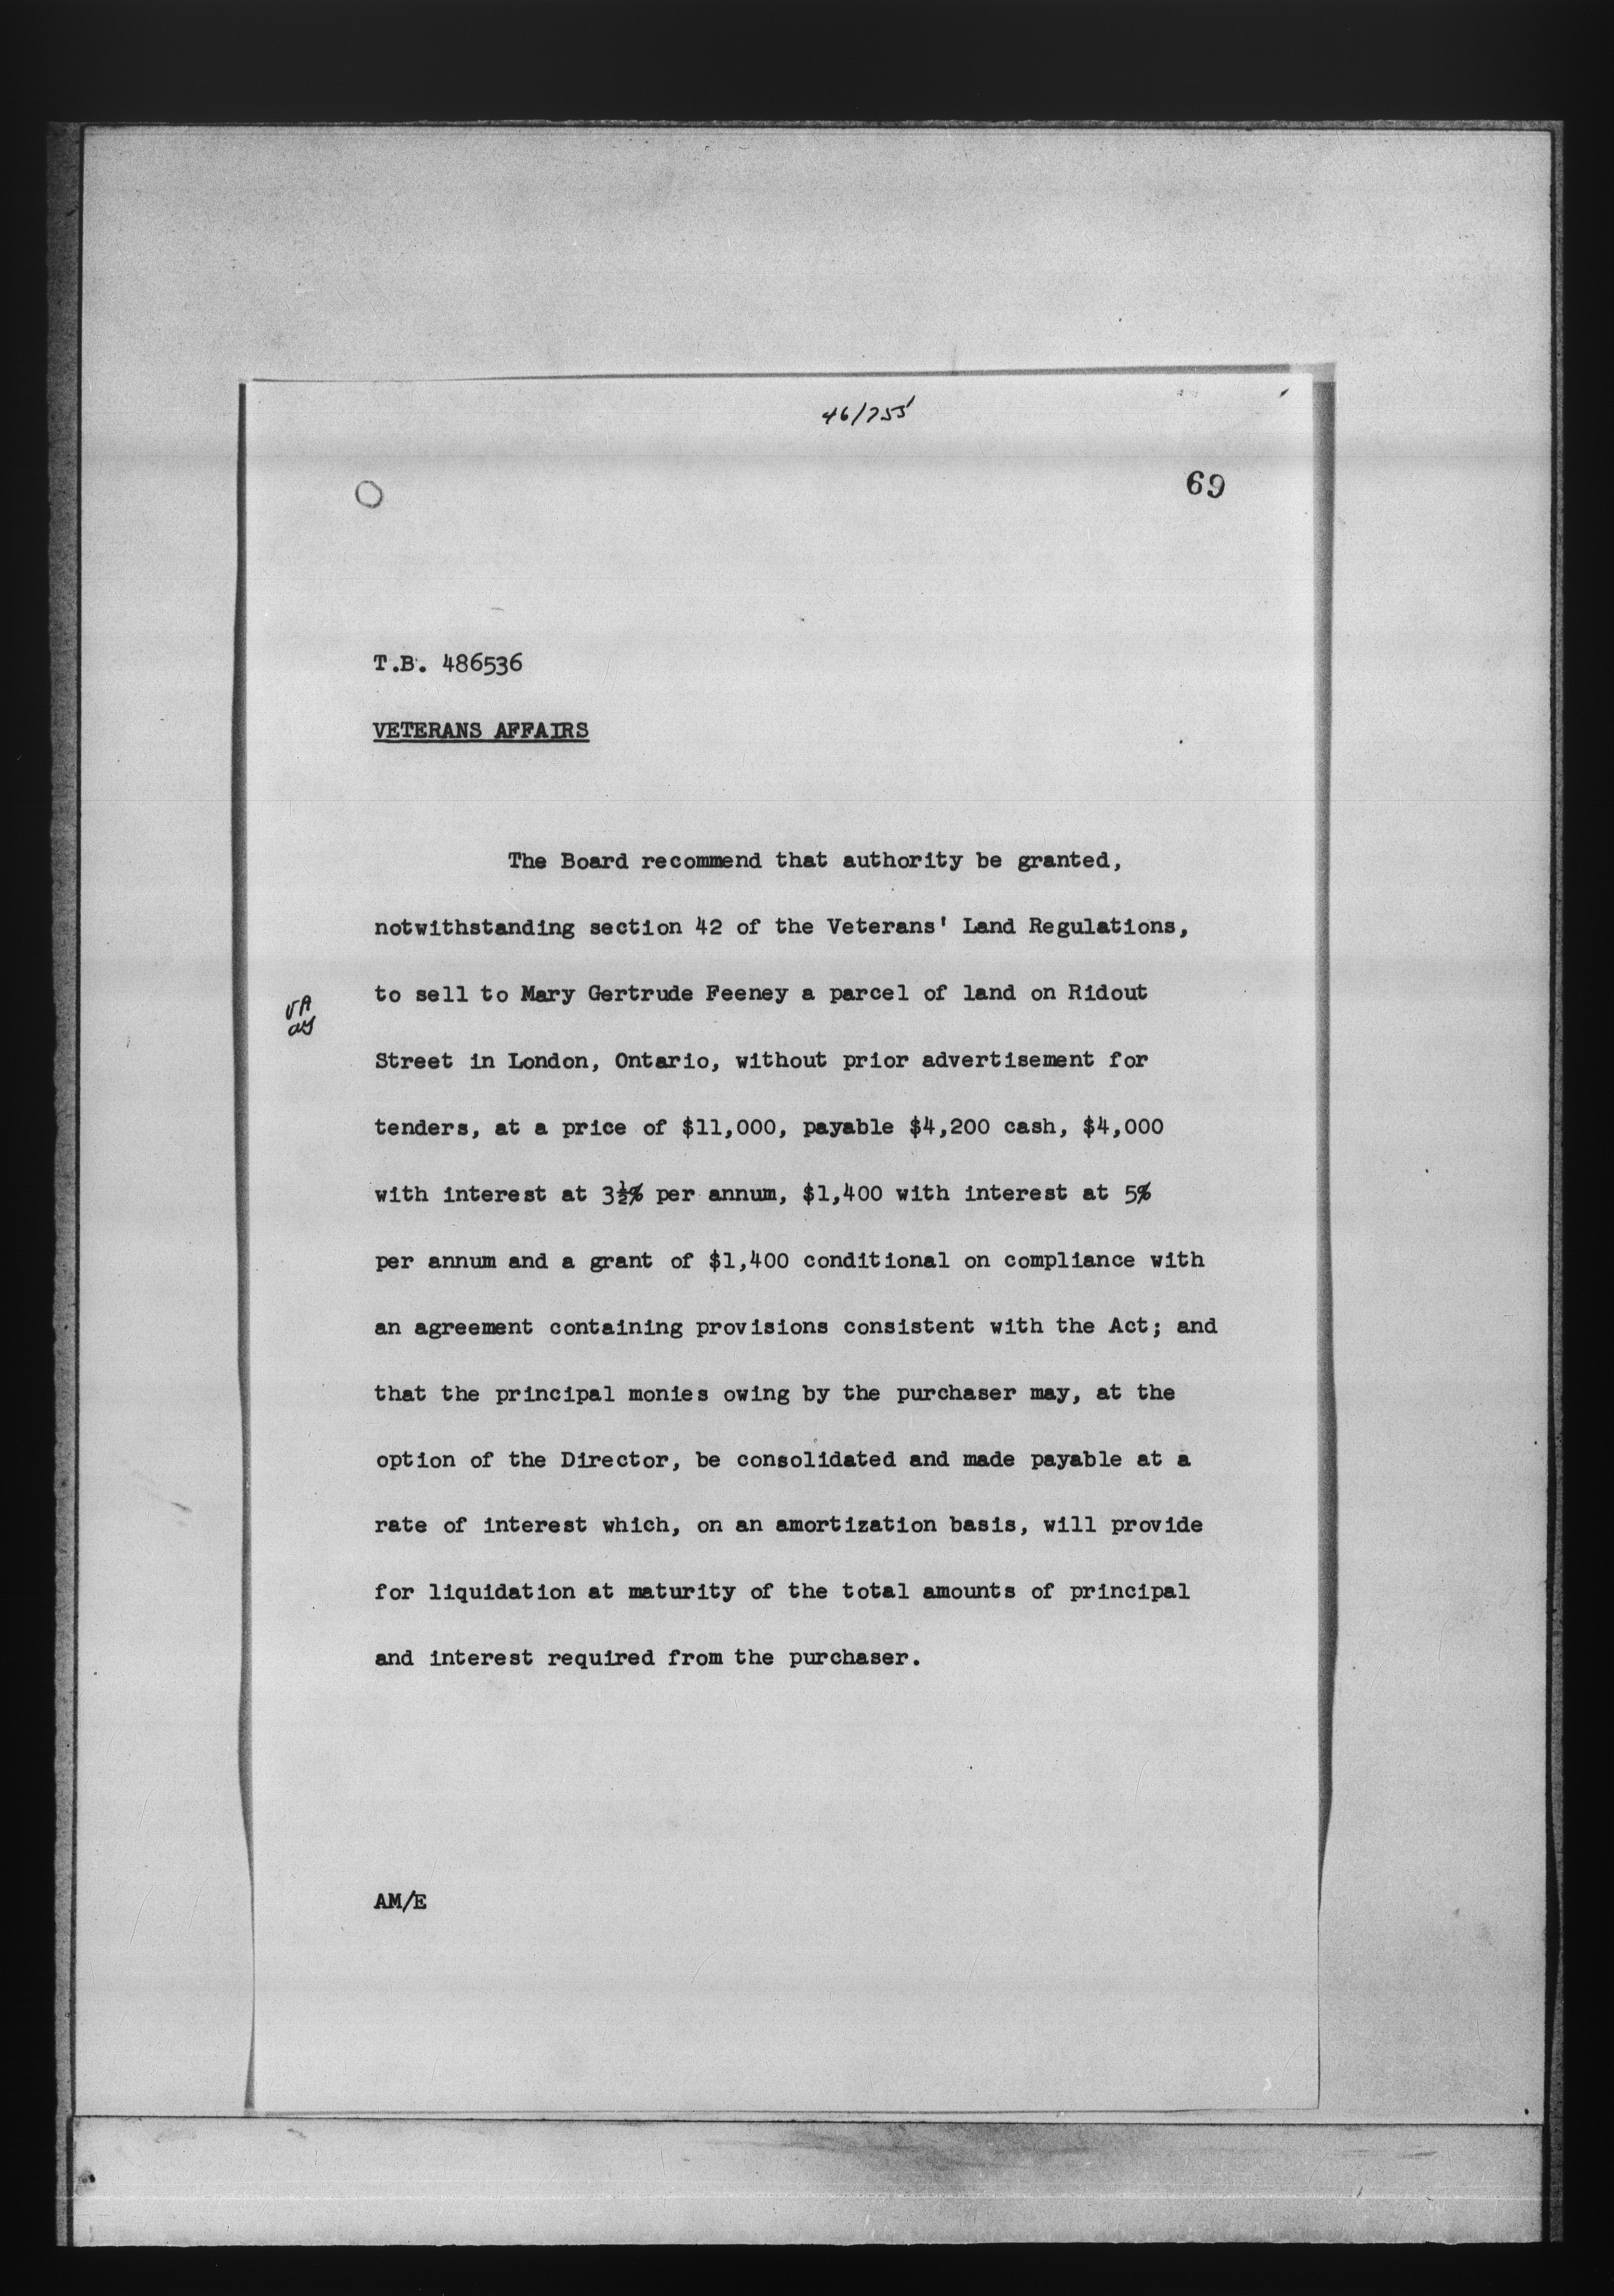 46/755
69
T.B. 486536
VETERANS AFFAIRS
The Board recommend that authority be granted,
notwithstanding section 42 of the Veterans' Land Regulations,
to sell to Mary Gertrude Feeney a parcel of land on Ridout
VA
Street in London, Ontario, without prior advertisement for
tenders, at a price of $11,000, payable $4,200 cash, $4,000
with interest at 3½% per annum, $1,400 with interest at 5%
per annum and a grant of $1,400 conditional on compliance with
an agreement containing provisions consistent with the Act; and
that the principal monies owing by the purchaser may, at the
option of the Director, be consolidated and made payable at a
rate of interest which, on an amortization basis, will provide
for liquidation at maturity of the total amounts of principal
and interest required from the purchaser.
AM/E